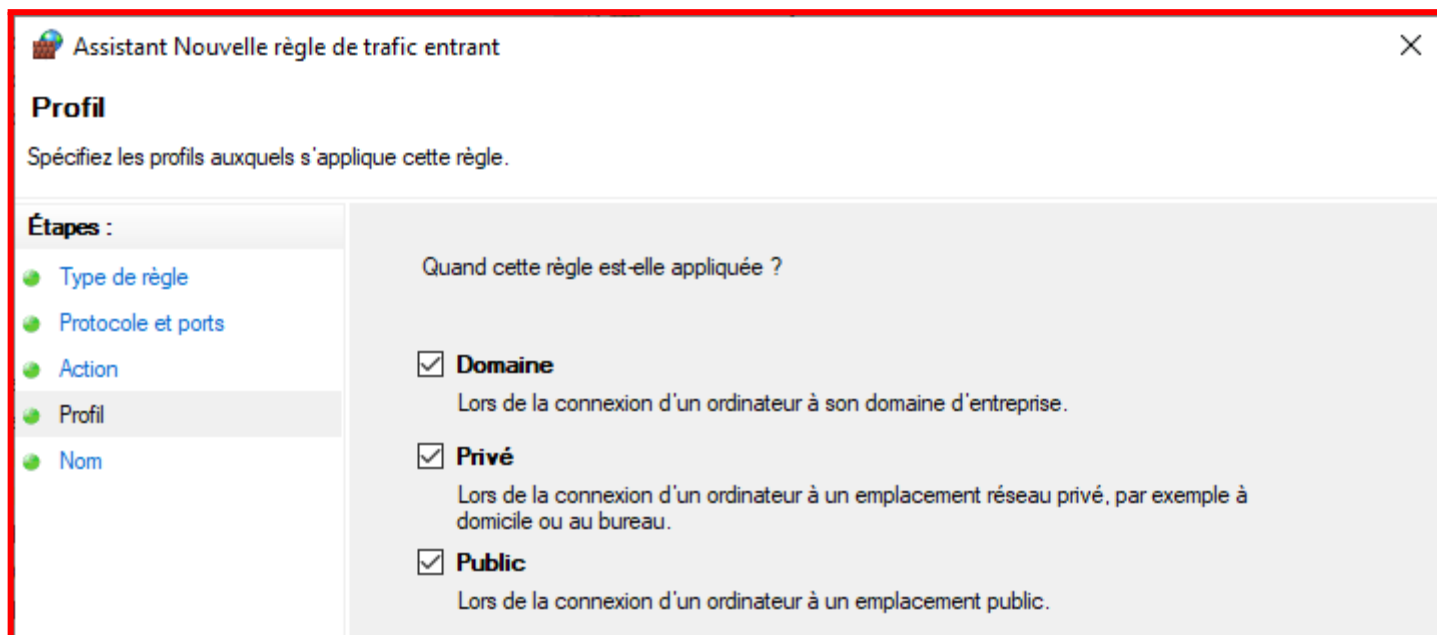 Assistant Nouvelle règle de trafic entrant
Profil
Spécifiez les profils auxquels s'applique cette règle.
Étapes :
Type de règle
Protocole et ports
Action
Profil
Nom
Quand cette règle est-elle appliquée ?
Domaine
Lors de la connexion d'un ordinateur à son domaine d'entreprise.
Privé
Lors de la connexion d'un ordinateur à un emplacement réseau privé, par exemple à
domicile ou au bureau.
Public
Lors de la connexion d'un ordinateur à un emplacement public.